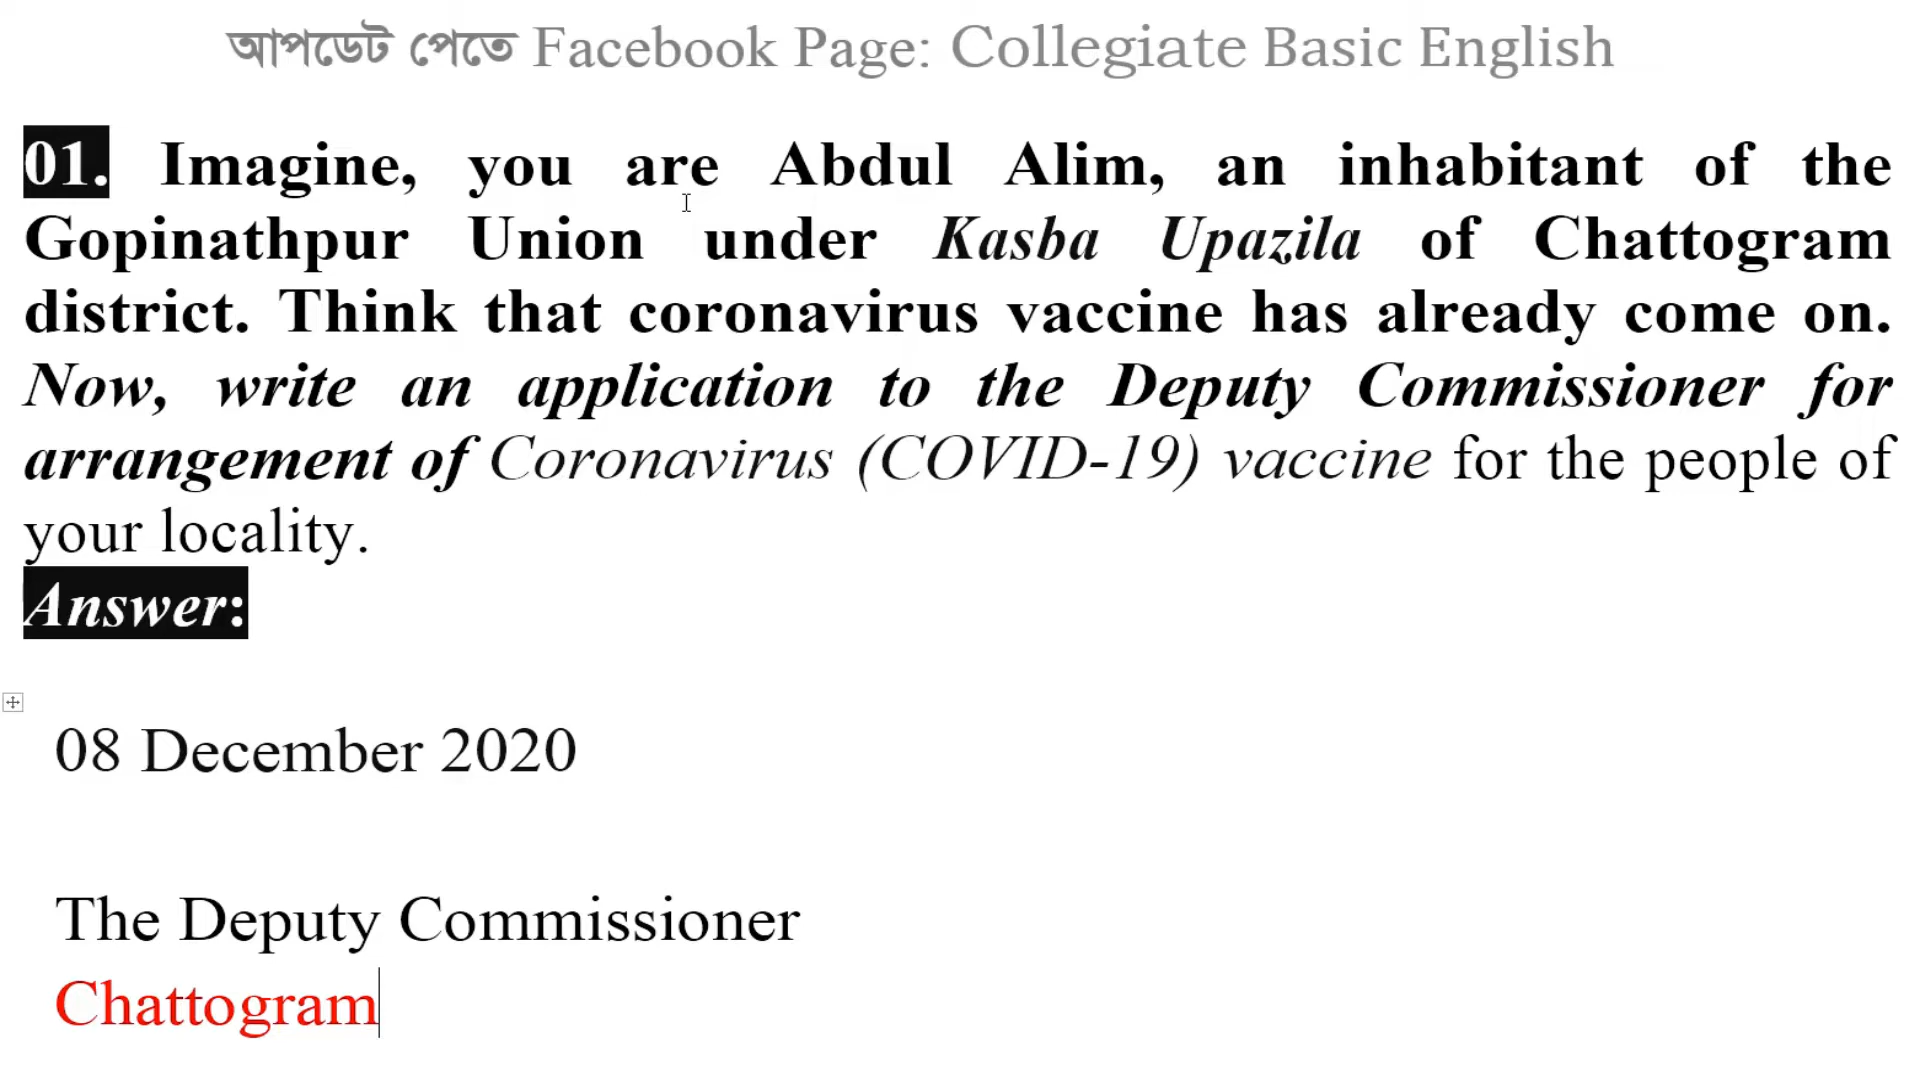 আপডেট পেতে Facebook Page: Collegiate Basic English
01. Imagine, you are Abdul Alim, an inhabitant of the
Gopinathpur Union under Kasba Upazila of Chattogram
district. Think that coronavirus vaccine has already come on.
Now, write an application to the Deputy Commissioner for
arrangement of Coronavirus (COVID-19) vaccine for the people of
your locality.
Answer:
08 December 2020
The Deputy Commissioner
Chattogram